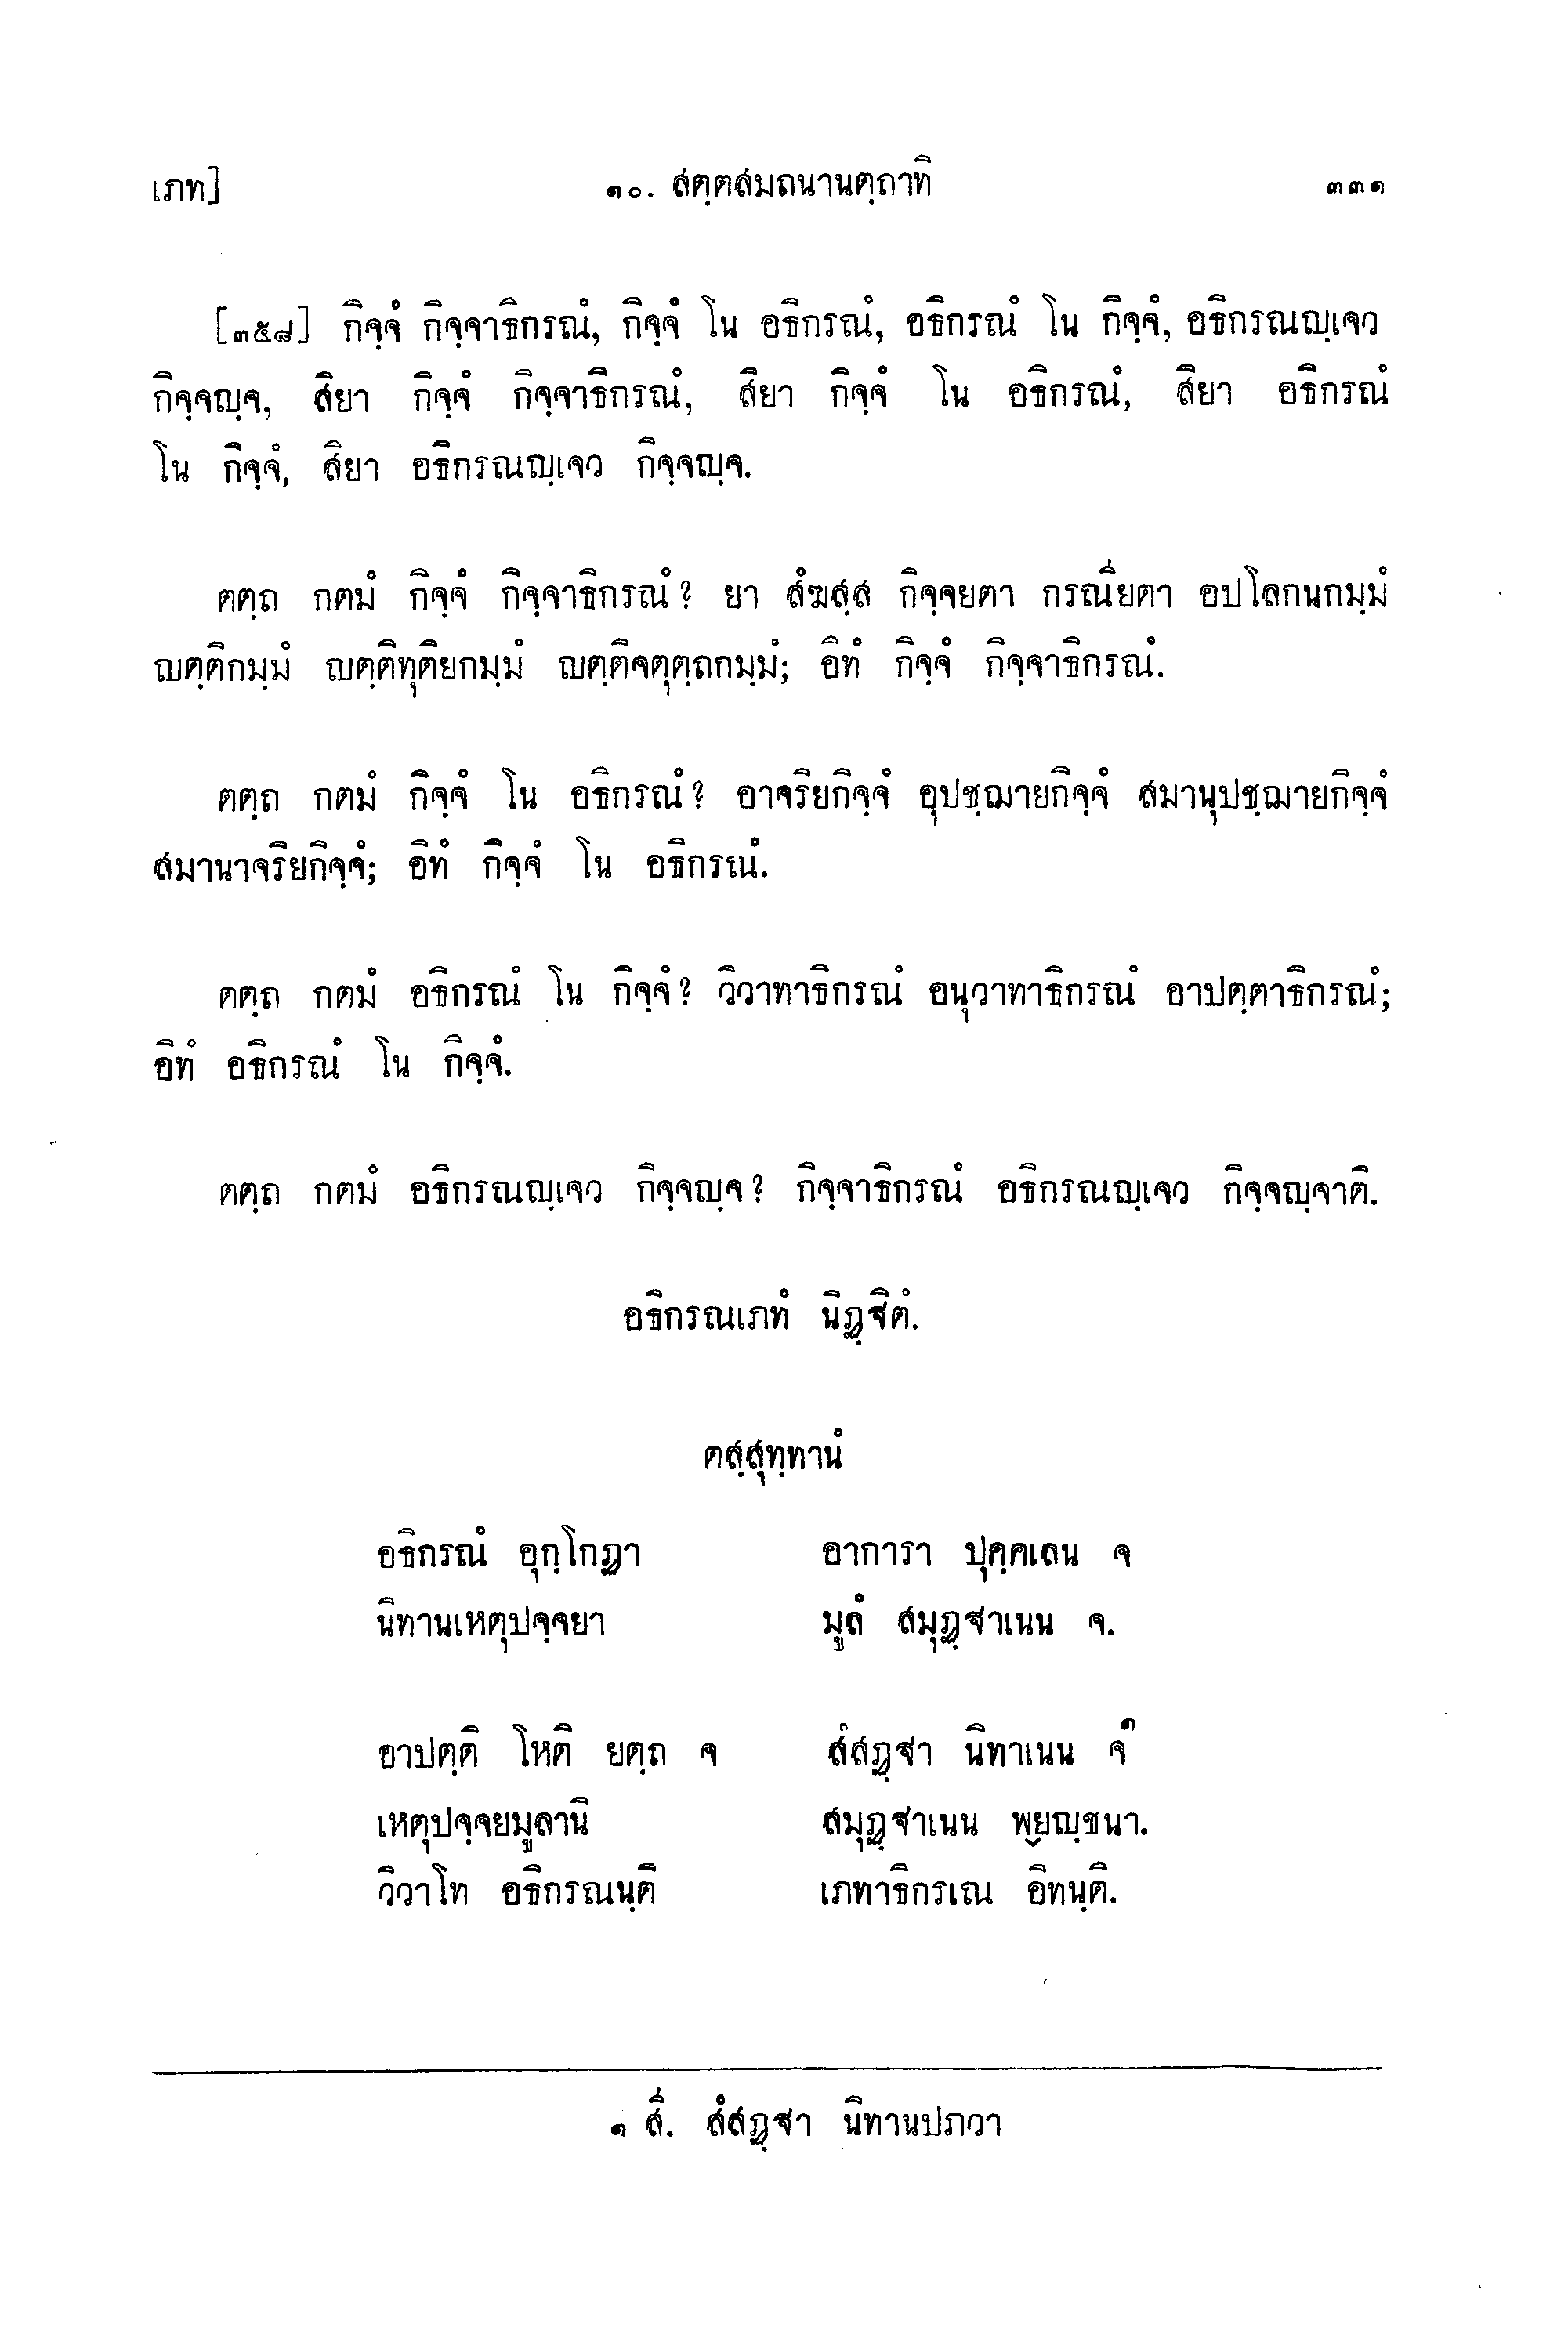 เภท] ๑๐. สตฺตสมถนานตฺถาทิ ๓๓๑
[๓๕๘] กิจฺจํ กิจฺจาธิกรณํ, กิจฺจํ โน อธิกรณํ, อธิกรณํ โน กิจฺจํ, อธิกรณญฺเจว
กิจฺจญฺจ, สิยา กิจฺจํ กิจฺจาธิกรณํ, สิยา กิจฺจํ โน อธิกรณํ, สิยา อธิกรณํ
โน กิจฺจํ, สิยา อธิกรณญฺเจว กิจฺจญฺจ.
ตตฺถ กตมํ กิจฺจํ กิจฺจาธิกรณํ? ยา สํฆสฺส กิจฺจยตา กรณียตา อปโลกนกมฺมํ
ญตฺติกมฺมํ ญตฺติทุติยกมฺมํ ญตฺติจตุตฺถกมฺมํ; อิทํ กิจฺจํ กิจฺจาธิกรณํ.
ตตฺถ กตมํ กิจฺจํ โน อธิกรณํ? อาจริยกิจฺจํ อุปชฺฌายกิจฺจํ สมานุปชฺฌายกิจฺจํ
สมานาจริยกิจฺจํ; อิทํ กิจฺจํ โน อธิกรณํ.
ตตฺถ กตมํ อธิกรณํ โน กิจฺจํ? วิวาทาธิกรณํ อนุวาทาธิกรณํ อาปตฺตาธิกรณํ;
อิทํ อธิกรณํ โน กิจฺจํ.
ตตฺถ กตมํ อธิกรณญฺเจว กิจฺจญฺจ? กิจฺจาธิกรณํ อธิกรณญฺเจว กิจฺจญฺจาติ.
อธิกรณเภทํ นิฏฺฐิตํ.
ตสฺสุทฺทานํ
อธิกรณํ อุกฺโกฏา อาการา ปุคฺคเลน จ
นิทานเหตุปจฺจยา มูลํ สมุฏฺฐาเนน จ.
อาปตฺติ โหติ ยตฺถ จ สํสฏฺฐา นิทาเนน จ๑
เหตุปจฺจยมูลานิ สมุฏฺฐาเนน พฺยญฺชนา.
วิวาโท อธิกรณนฺติ เภทาธิกรเณ อิทนฺติ.
๑ สี. สํสฏฺฐา นิทานปภวา